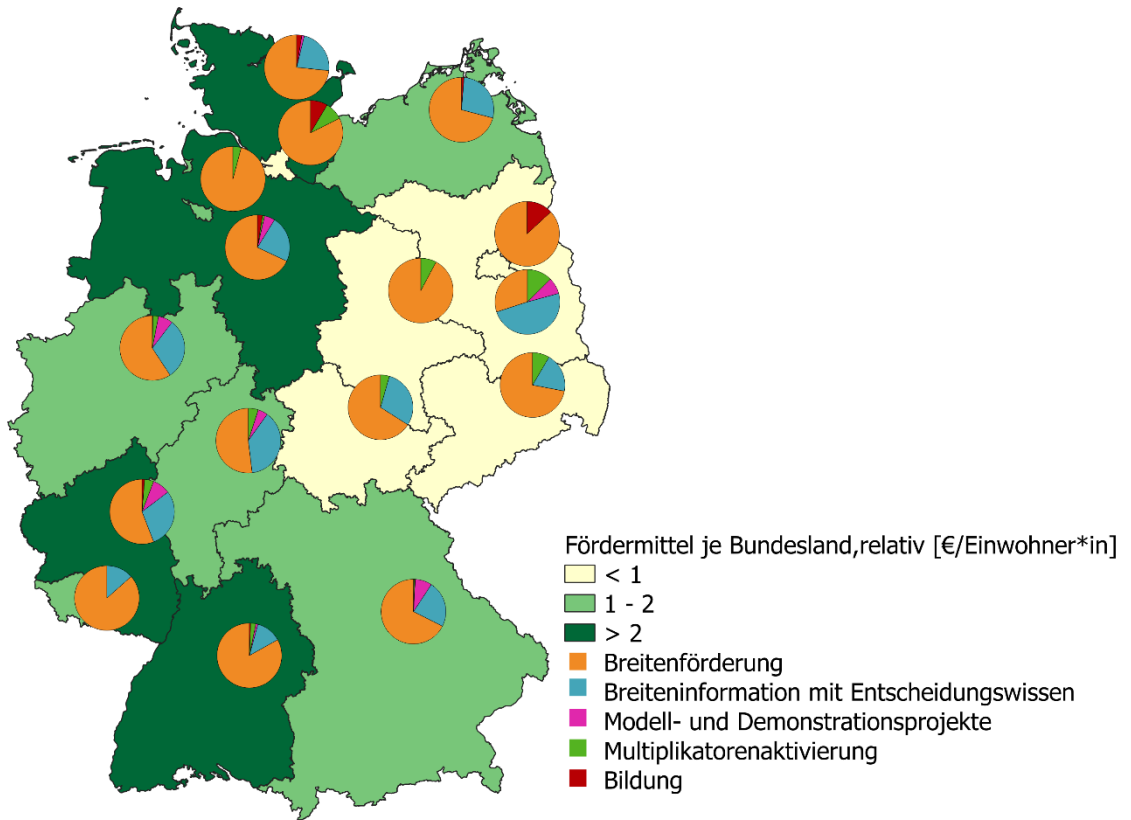 Fördermittel je Bundesland,relativ [€/Einwohner*in]
< 1
1 - 2
> 2
Breitenförderung
Breiteninformation mit Entscheidungswissen
Modell- und Demonstrationsprojekte
Multiplikatorenaktivierung
Bildung